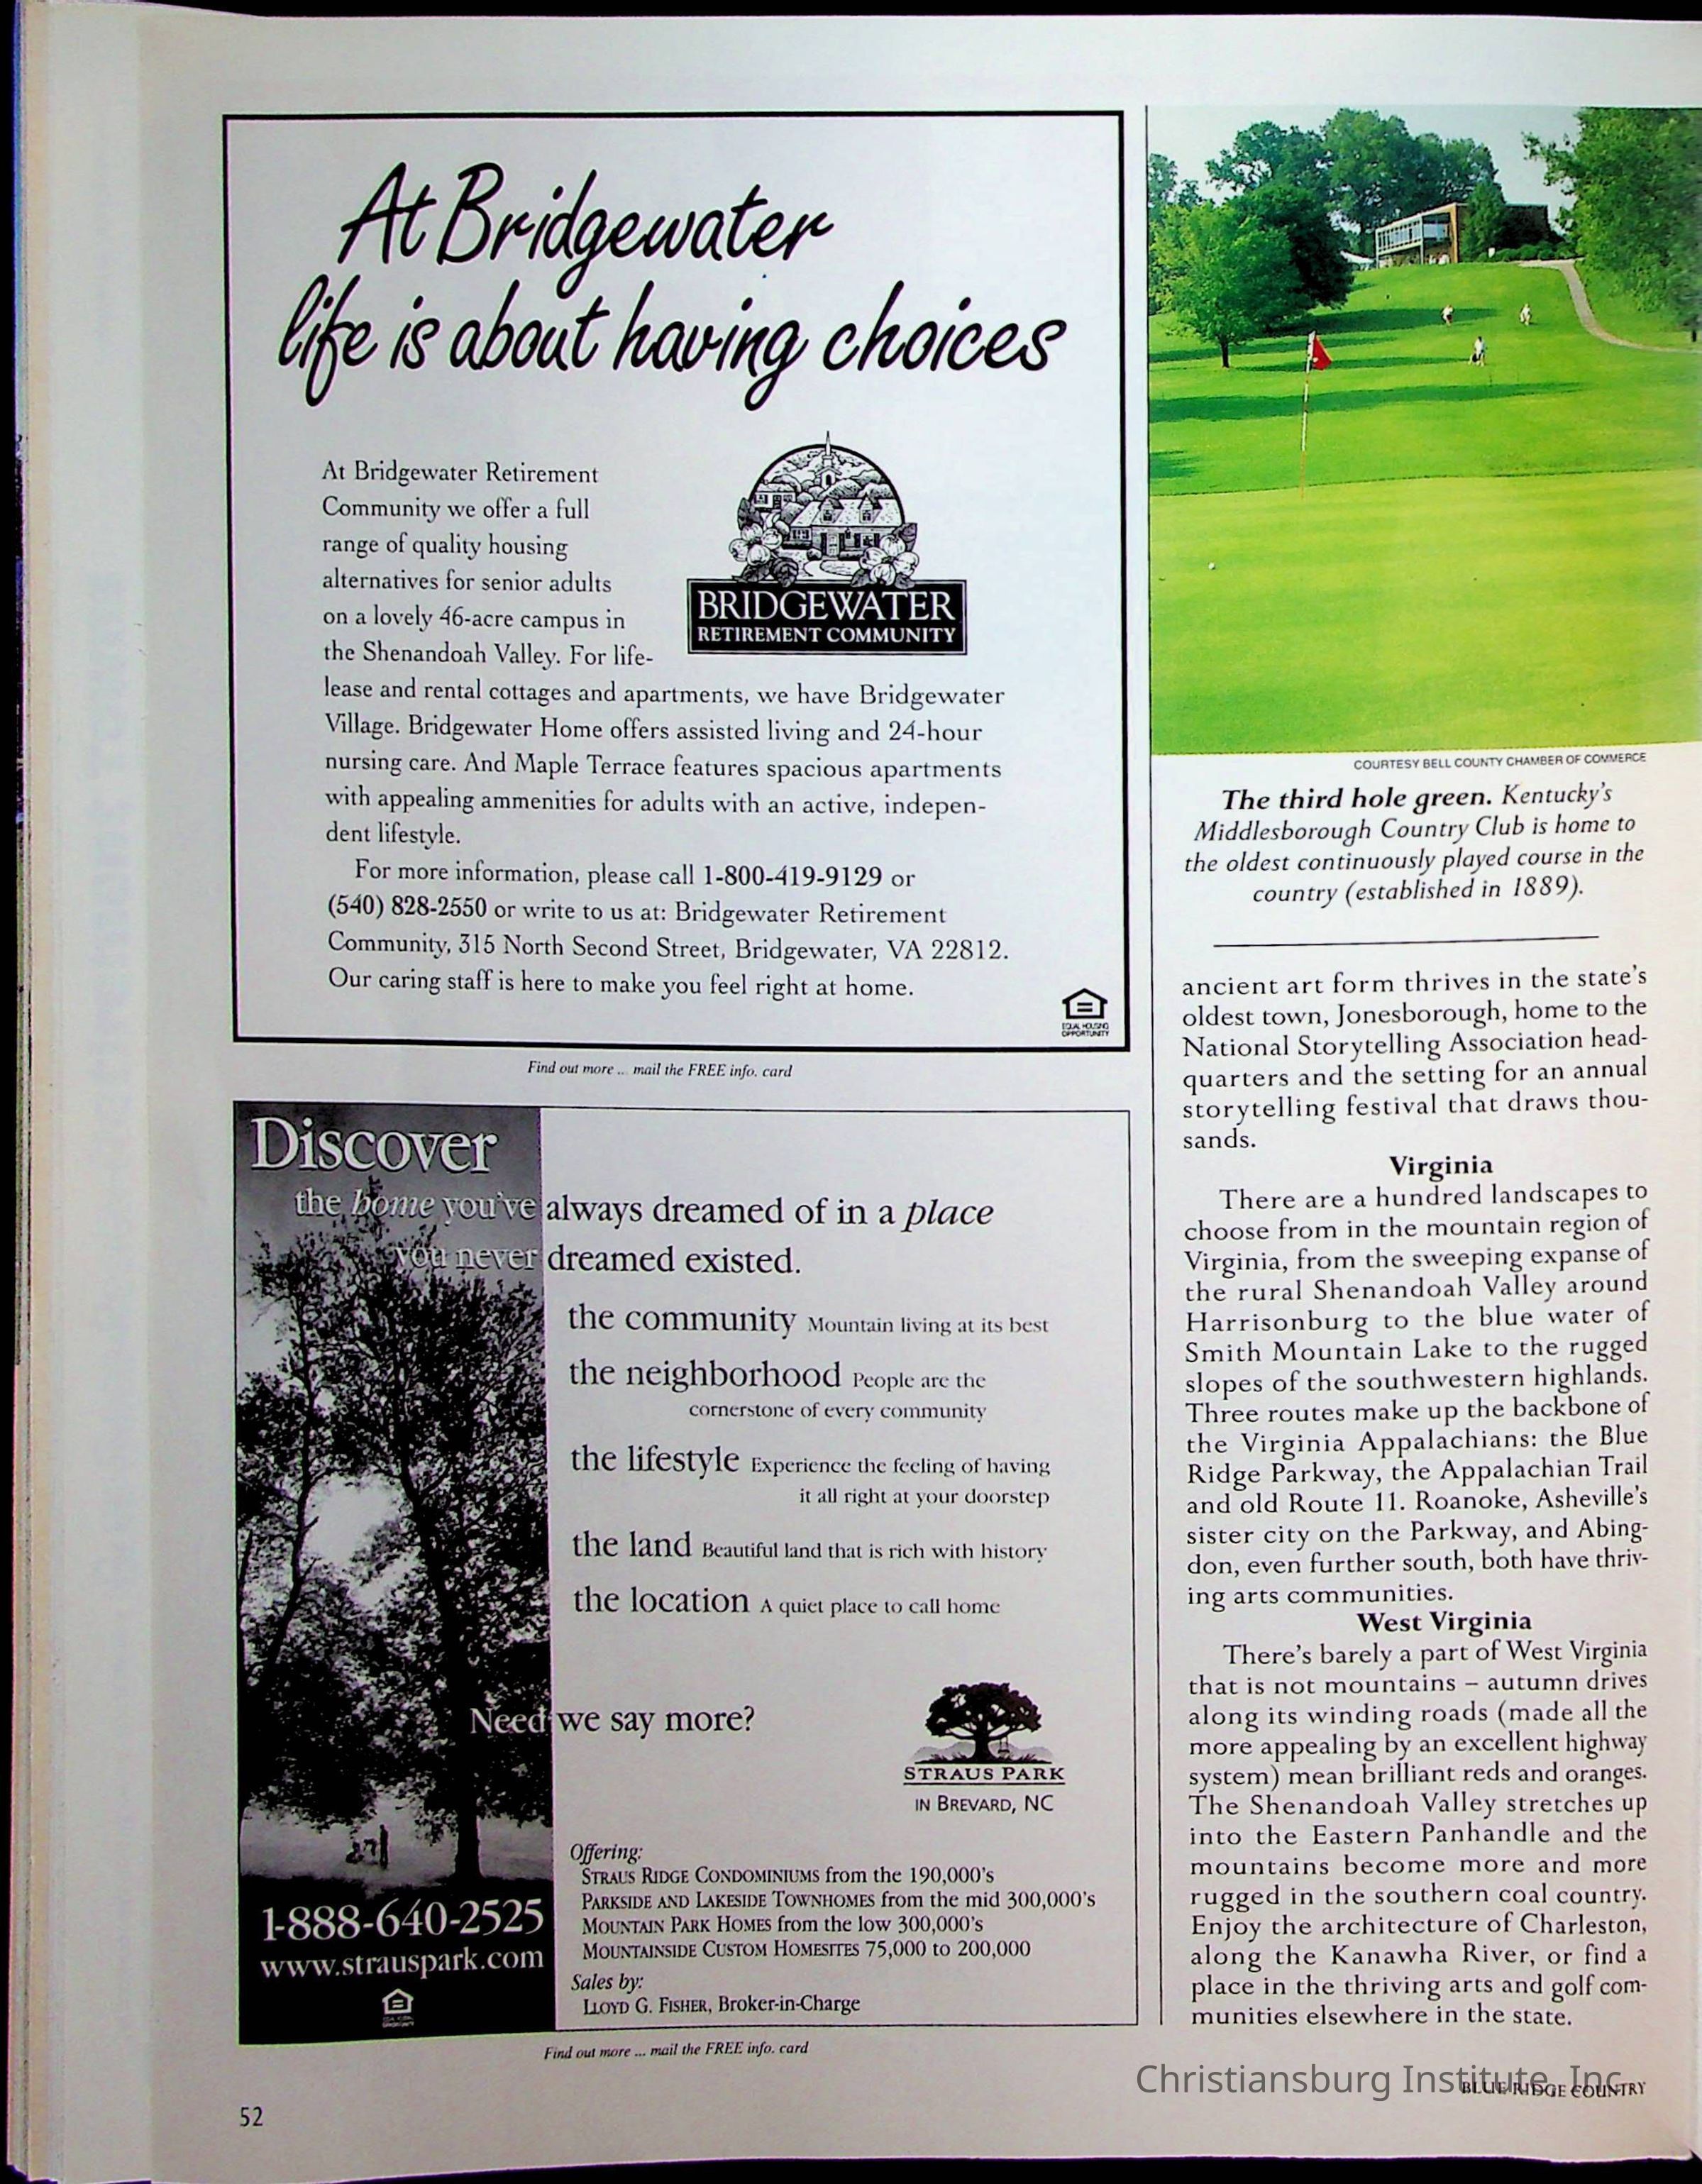 At Bridgewater
life is about having choices
At Bridgewater Retirement
Community we offer a full
range of quality housing
alternatives for senior adults
on a lovely 46-acre campus in
the Shenandoah Valley. For life-
lease and rental cottages and apartments, we have Bridgewater
Village. Bridgewater Home offers assisted living and 24-hour
nursing care. And Maple Terrace features spacious apartments
with appealing ammenities for adults with an active, indepen-
dent lifestyle.
For more information, please call 1-800-419-9129 or
(540) 828-2550 or write to us at: Bridgewater Retirement
Community, 315 North Second Street, Bridgewater, VA 22812.
Our caring staff is here to make you feel right at home.
BRIDGEWATER
RETIREMENT COMMUNITY
EQUAL HOUSING
OPPORTUNITY
Find out more ... mail the FREE info. card
Discover
the home you've always dreamed of in a place
you never dreamed existed.
the community Mountain living at its best
the neighborhood People are the
cornerstone of every community
the lifestyle Experience the feeling of having
it all right at your doorstep
the land Beautiful land that is rich with history
the location A quiet place to call home
Need we say more?
STRAUS PARK
IN BREVARD, NC
Offering:
STRAUS RIDGE CONDOMINIUMS from the 190,000's
PARKSIDE AND LAKESIDE TOWNHOMES from the mid 300,000's
MOUNTAIN PARK HOMES from the low 300,000's
MOUNTAINSIDE CUSTOM HOMESITES 75,000 to 200,000
Sales by:
LLOYD G. FISHER, Broker-in-Charge
1-888-640-2525
www.strauspark.com
Find out more ... mail the FREE info. card
COURTESY BELL COUNTY CHAMBER OF COMMERCE
The third hole green. Kentucky's
Middlesborough Country Club is home to
the oldest continuously played course in the
country (established in 1889).
ancient art form thrives in the state's
oldest town, Jonesborough, home to the
National Storytelling Association head-
quarters and the setting for an annual
storytelling festival that draws thou-
sands.
Virginia
There are a hundred landscapes to
choose from in the mountain region of
Virginia, from the sweeping expanse of
the rural Shenandoah Valley around
Harrisonburg to the blue water of
Smith Mountain Lake to the rugged
slopes of the southwestern highlands.
Three routes make up the backbone of
the Virginia Appalachians: the Blue
Ridge Parkway, the Appalachian Trail
and old Route 11. Roanoke, Asheville's
sister city on the Parkway, and Abing-
don, even further south, both have thriv-
ing arts communities.
West Virginia
There's barely a part of West Virginia
that is not mountains – autumn drives
along its winding roads (made all the
more appealing by an excellent highway
system) mean brilliant reds and oranges.
The Shenandoah Valley stretches up
into the Eastern Panhandle and the
mountains become more and more
rugged in the southern coal country.
Enjoy the architecture of Charleston,
along the Kanawha River, or find a
place in the thriving arts and golf com-
munities elsewhere in the state.
Christiansburg Institute, Inc.
BLUE RIDGE COUNTRY
52